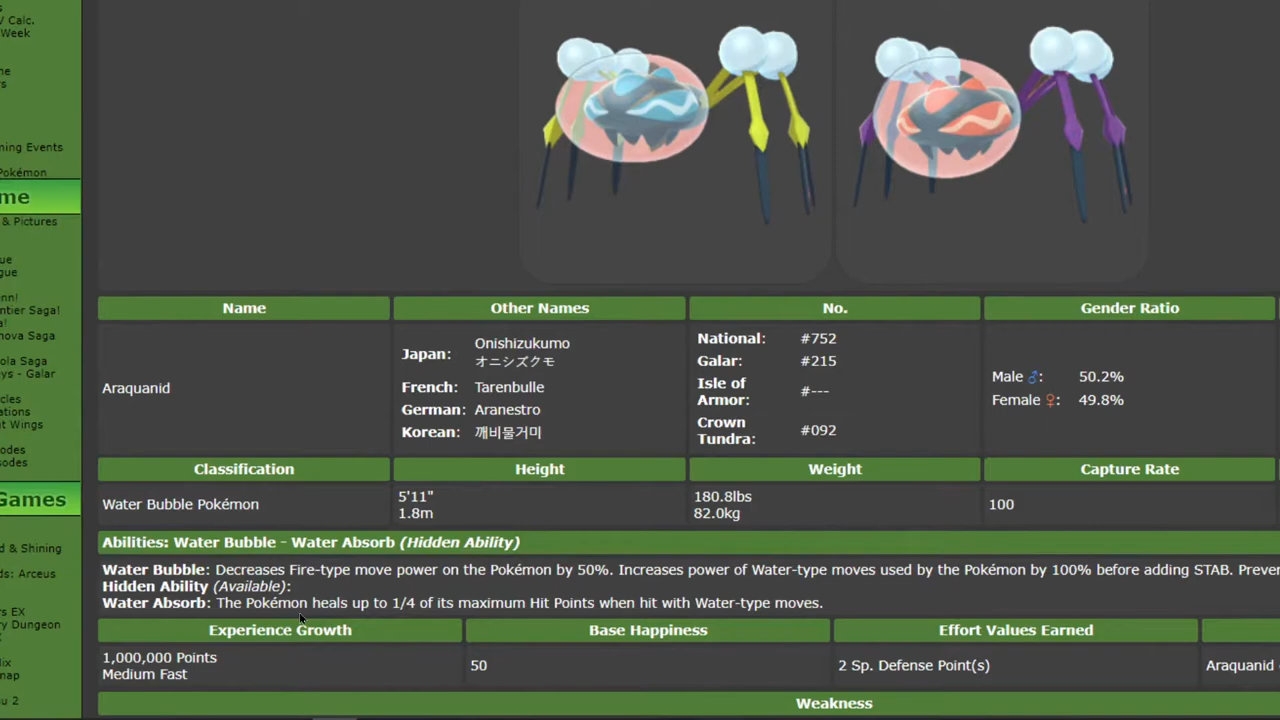 s
/ Calc.
Week
ne
s
ming Events
Pokémon
me
& Pictures
ue
gue
nn!
ntier Saga!
a!
nova Saga
ola Saga
ys - Galar
cles
ations
t Wings
odes
sodes
Games
d & Shining
ds: Arceus
rs EX
ry Dungeon
X
lix
nap
u 2
Name
Other Names
No.
Gender Ratio
Araquanid
Japan: Onishizukumo
オニシズクモ
French: Tarenbulle
German: Aranestro
Korean: 깨비물거미
National: #752
Galar: #215
Isle of
Armor: #---
Crown
Tundra: #092
Male ♂: 50.2%
Female ♀: 49.8%
Classification
Height
Weight
Capture Rate
Water Bubble Pokémon
5'11"
1.8m
180.8lbs
82.0kg
100
Abilities: Water Bubble - Water Absorb (Hidden Ability)
Water Bubble: Decreases Fire-type move power on the Pokémon by 50%. Increases power of Water-type moves used by the Pokémon by 100% before adding STAB. Preven
Hidden Ability (Available):
Water Absorb: The Pokémon heals up to 1/4 of its maximum Hit Points when hit with Water-type moves.
Experience Growth
Base Happiness
Effort Values Earned
1,000,000 Points
Medium Fast
50
2 Sp. Defense Point(s)
Araquanid
Weakness